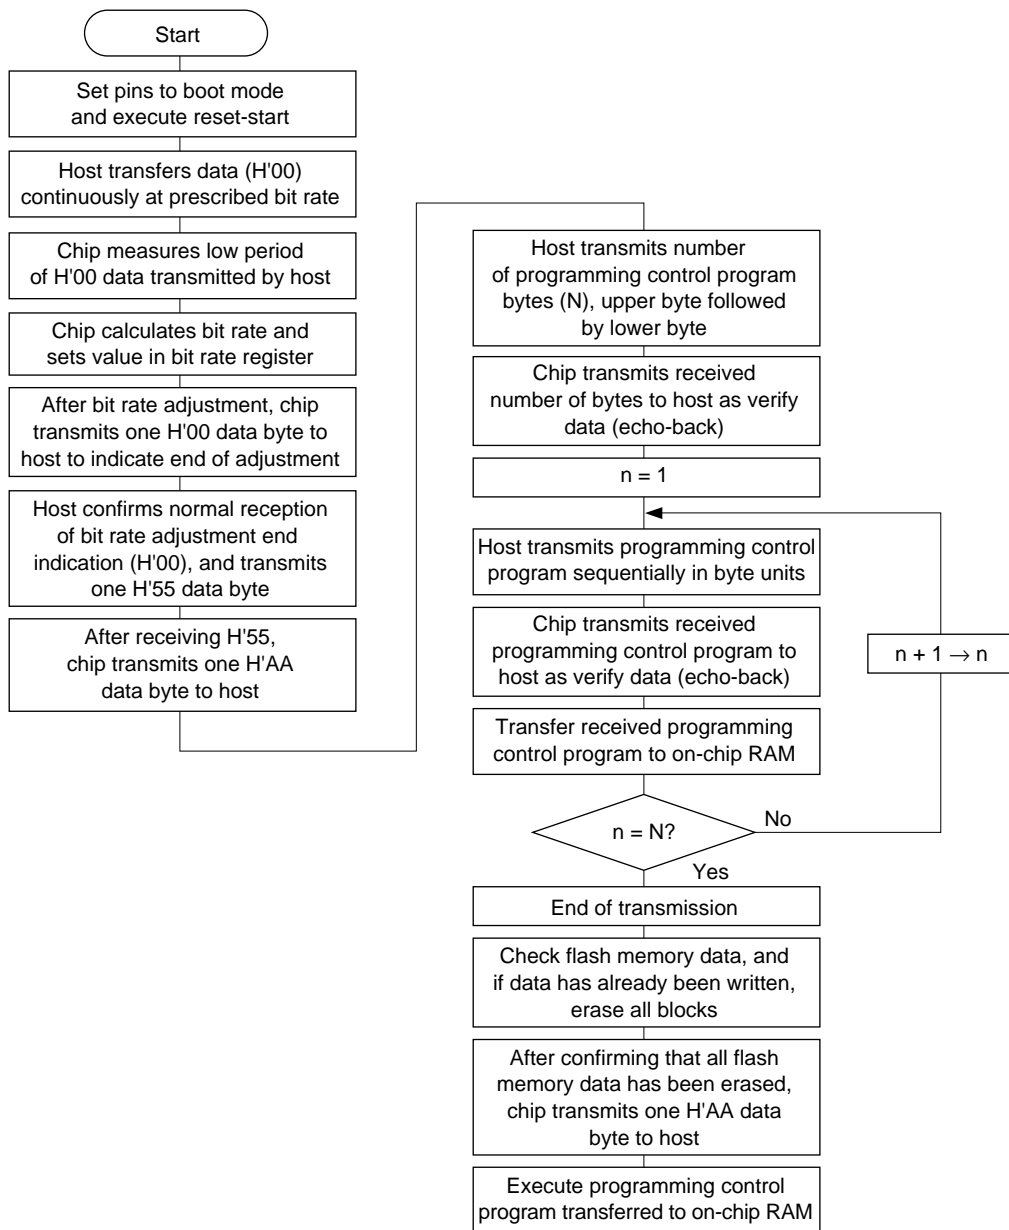 Start
Set pins to boot mode
and execute reset-start
Host transfers data (H'00)
continuously at prescribed bit rate
Chip measures low period
of H'00 data transmitted by host
Chip calculates bit rate and
sets value in bit rate register
After bit rate adjustment, chip
transmits one H'00 data byte to
host to indicate end of adjustment
Host confirms normal reception
of bit rate adjustment end
indication (H'00), and transmits
one H'55 data byte
After receiving H'55,
chip transmits one H'AA
data byte to host
Host transmits number
of programming control program
bytes (N), upper byte followed
by lower byte
Chip transmits received
number of bytes to host as verify
data (echo-back)
n = 1
Host transmits programming control
program sequentially in byte units
Chip transmits received
programming control program to
host as verify data (echo-back)
n + 1 → n
Transfer received programming
control program to on-chip RAM
n = N?
No
Yes
End of transmission
Check flash memory data, and
if data has already been written,
erase all blocks
After confirming that all flash
memory data has been erased,
chip transmits one H'AA data
byte to host
Execute programming control
program transferred to on-chip RAM